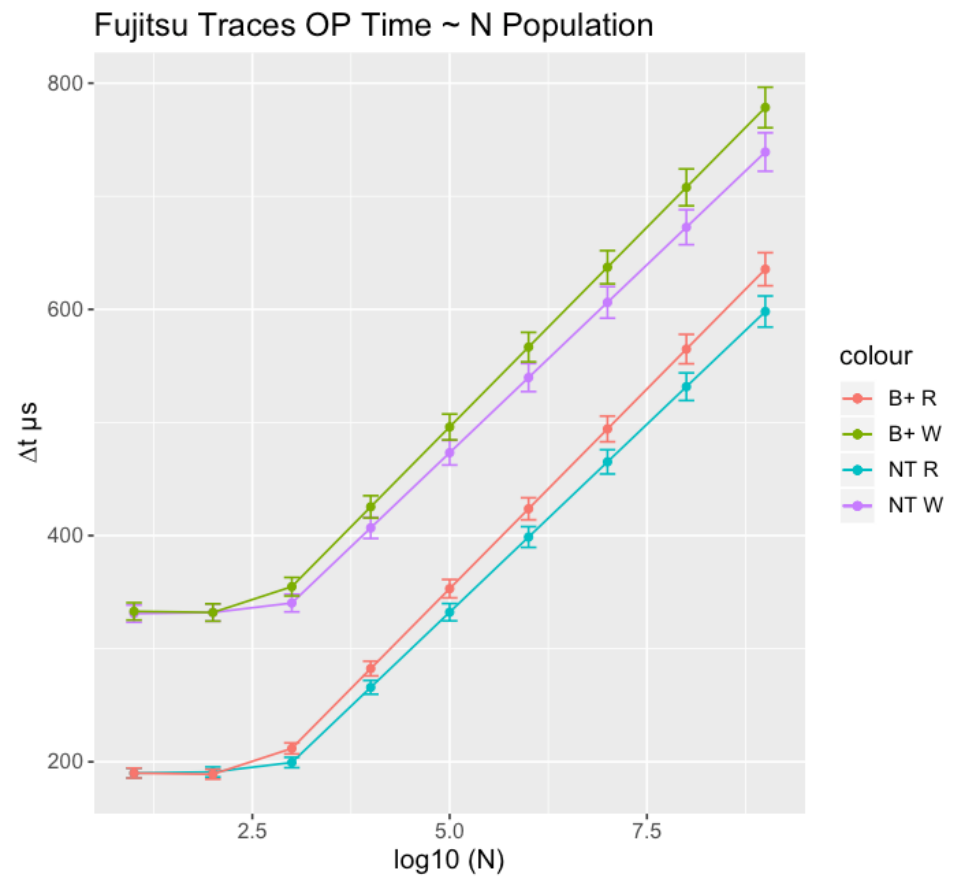 Fujitsu Traces OP Time ~ N Population
800
600
400
200
Δt μs
2.5 5.0 7.5
log10 (N)
colour
B+ R
B+ W
NT R
NT W